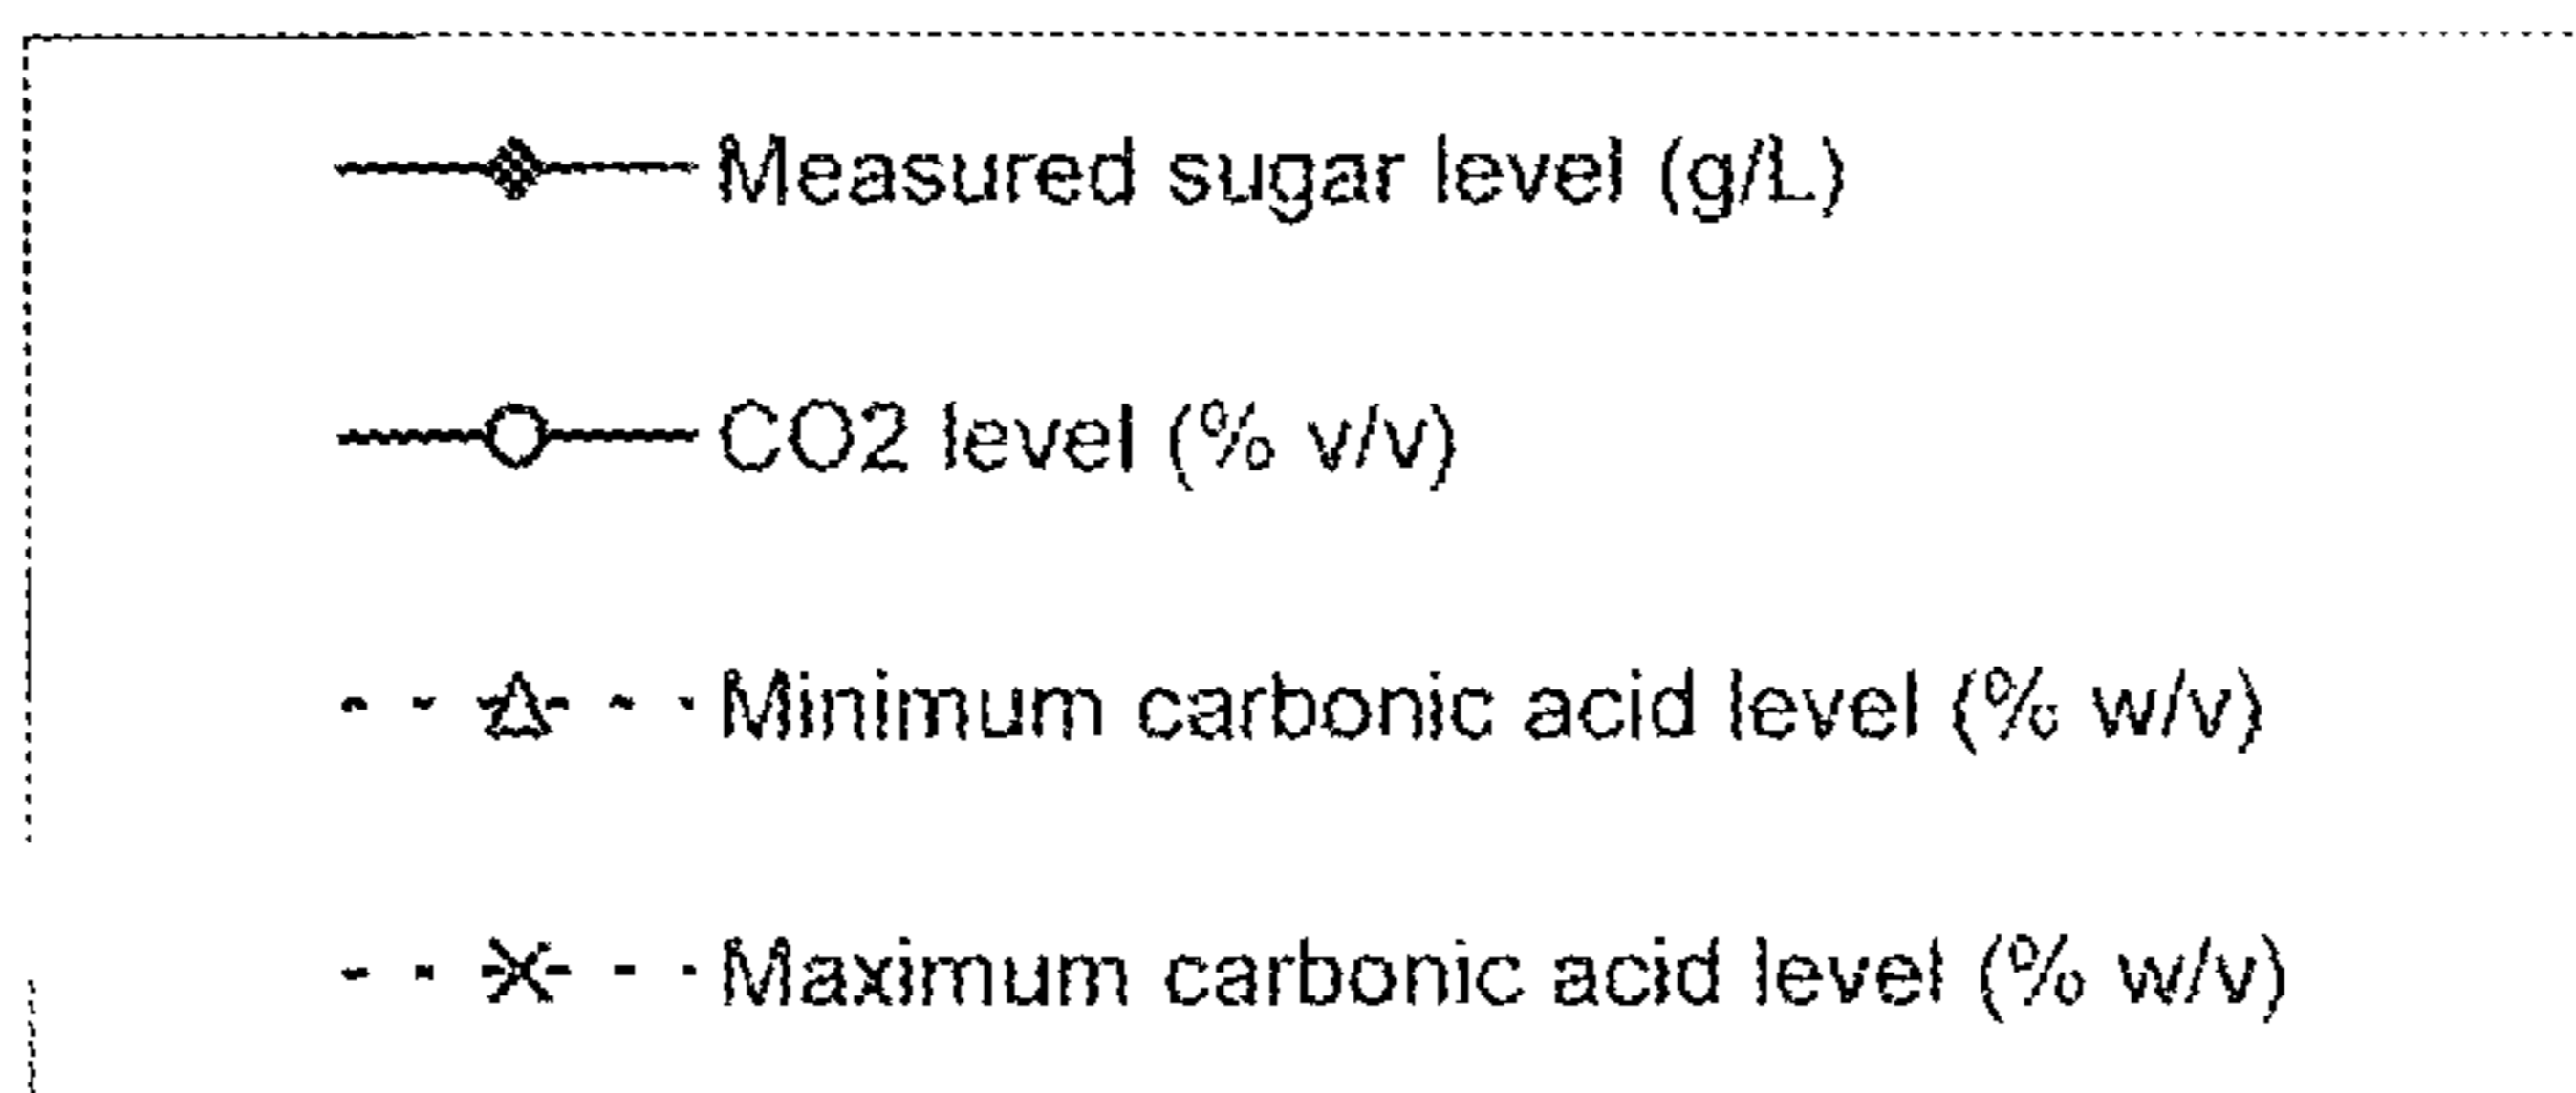 Measured sugar level (g/L)
CO2 level (% v/v)
Minimum carbonic acid level (% w/v)
Maximum carbonic acid level (% w/v)